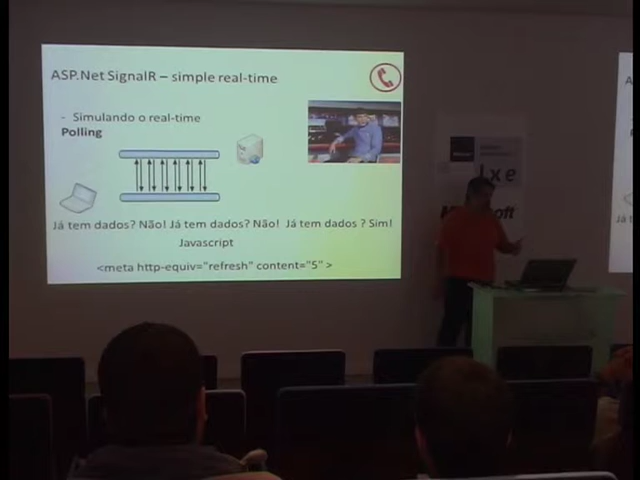 ASP.Net SignalR – simple real-time
- Simulando o real-time
Polling
Já tem dados? Não! Já tem dados? Não! Já tem dados ? Sim!
Javascript
<meta http-equiv="refresh" content="5" >